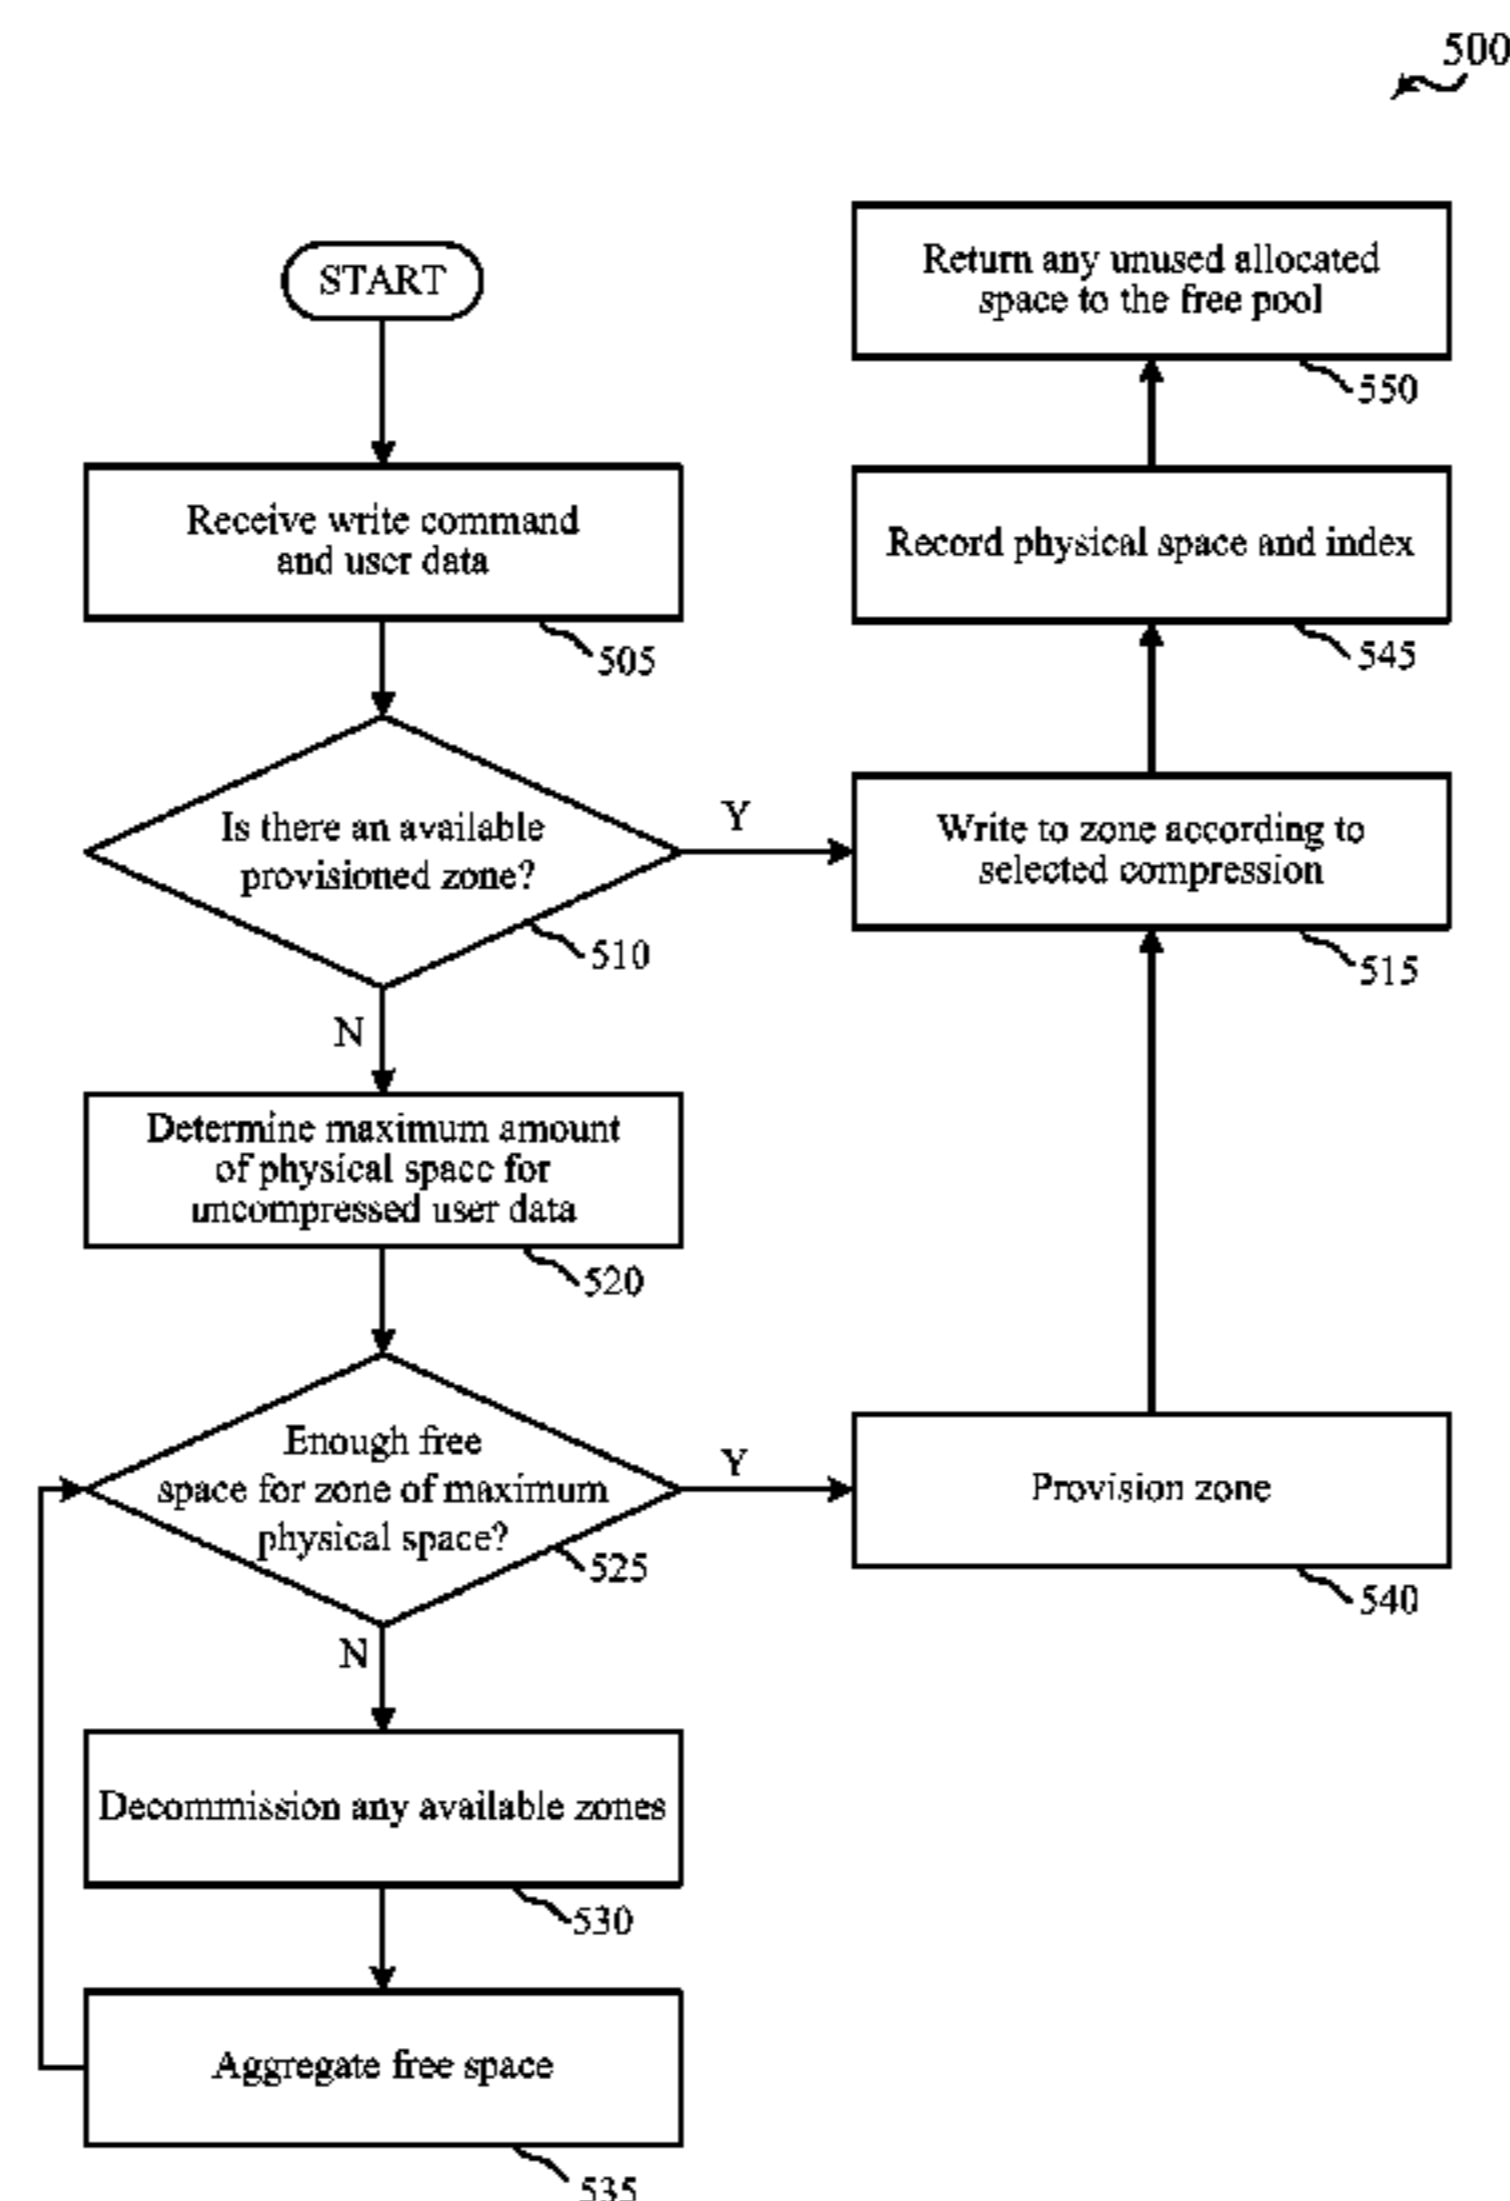 500
START
Receive write command
and user data
505
Is there an available
provisioned zone?
510
Y
N
Determine maximum amount
of physical space for
uncompressed user data
520
Enough free
space for zone of maximum
physical space?
525
Y
N
Decommission any available zones
530
Aggregate free space
535
Provision zone
540
Write to zone according to
selected compression
515
Record physical space and index
545
Return any unused allocated
space to the free pool
550